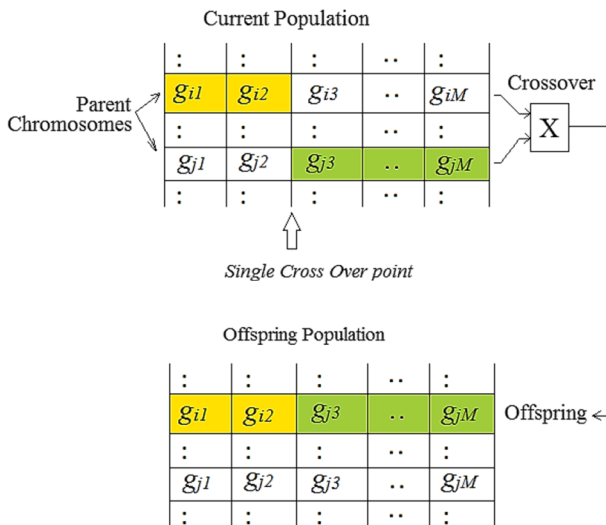 Current Population
: : : .. :
gi1 gi2 gi3 .. giM
Crossover
Parent
Chromosomes
X
: : : .. :
gj1 gj2 gj3 .. gjM
: : : .. :
Single Cross Over point
Offspring Population
: : : .. :
gi1 gi2 gj3 .. gjM Offspring
: : : .. :
gj1 gj2 gj3 .. gjM
: : : .. :